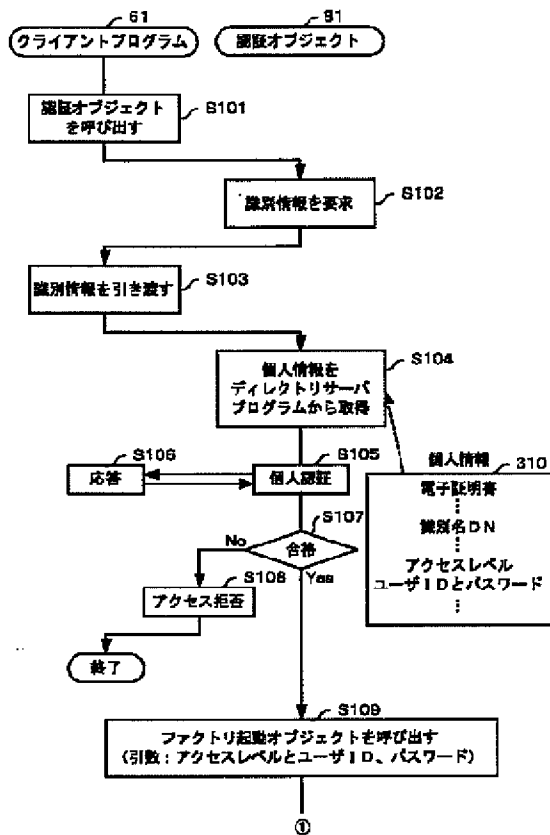 61
クライアントプログラム
81
認証オブジェクト
認証オブジェクト
を呼び出す
S101
識別情報を要求
S102
識別情報を引き渡す
S103
個人情報を
ディレクトリサーバ
プログラムから取得
S104
S106
応答
S105
個人認証
個人情報
310
電子証明書
識別名DN
アクセスレベル
ユーザIDとパスワード
S107
合格
No
Yes
S108
アクセス拒否
終了
S109
ファクトリ起動オブジェクトを呼び出す
(引数:アクセスレベルとユーザID、パスワード)
①